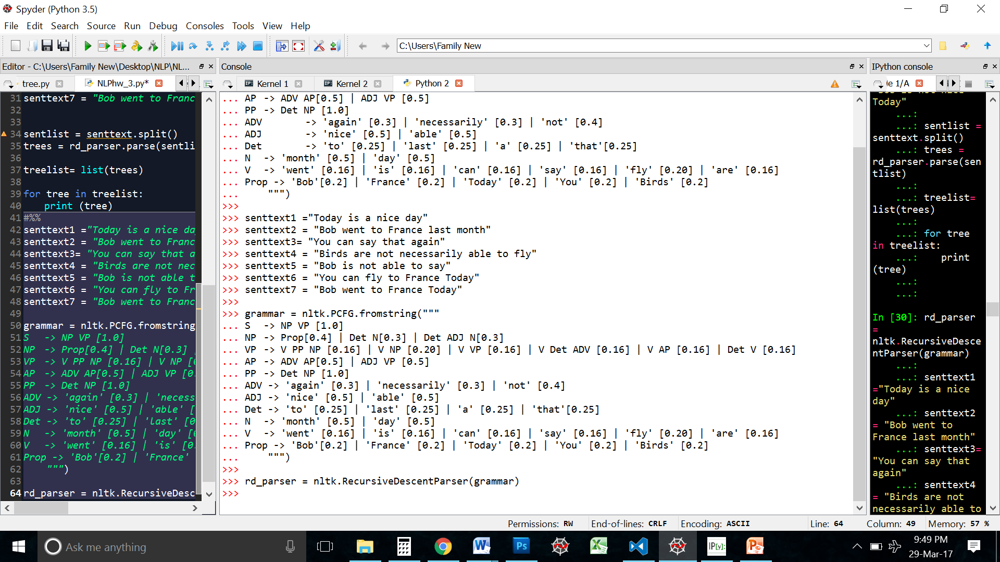 Spyder (Python 3.5)
File Edit Search Source Run Debug Consoles Tools View Help
C:\Users\Family New
Editor - C:\Users\Family New\Desktop\NLP\NL...
tree.py NLPhw_3.py*
31 senttext7 = "Bob went to Franc
32
33
34 sentlist = senttext.split()
35 trees = rd_parser.parse(sentli
36
37 treelist= list(trees)
38
39 for tree in treelist:
40 print (tree)
41 #%%
42 senttext1 ="Today is a nice da
43 senttext2 = "Bob went to Franc
44 senttext3= "You can say that a
45 senttext4 = "Birds are not nec
46 senttext5 = "Bob is not able t
47 senttext6 = "You can fly to Fr
48 senttext7 = "Bob went to Franc
49
50 grammar = nltk.PCFG.fromstring
51 S -> NP VP [1.0]
52 NP -> Prop[0.4] | Det N[0.3]
53 VP -> V PP NP [0.16] | V NP [
54 AP -> ADV AP[0.5] | ADJ VP [0.
55 PP -> Det NP [1.0]
56 ADV -> 'again' [0.3] | 'necess
57 ADJ -> 'nice' [0.5] | 'able' [
58 Det -> 'to' [0.25] | 'last' [0
59 N -> 'month' [0.5] | 'day' [
60 V -> 'went' [0.16] | 'is' [0.
61 Prop -> 'Bob'[0.2] | 'France'
62 """)
63
64 rd_parser = nltk.RecursiveDesc
Console
IP: Kernel 1 IP: Kernel 2 Python 2
... AP -> ADV AP[0.5] | ADJ VP [0.5]
... PP -> Det NP [1.0]
... ADV -> 'again' [0.3] | 'necessarily' [0.3] | 'not' [0.4]
... ADJ -> 'nice' [0.5] | 'able' [0.5]
... Det -> 'to' [0.25] | 'last' [0.25] | 'a' [0.25] | 'that'[0.25]
... N -> 'month' [0.5] | 'day' [0.5]
... V -> 'went' [0.16] | 'is' [0.16] | 'can' [0.16] | 'say' [0.16] | 'fly' [0.20] | 'are' [0.16]
... Prop -> 'Bob'[0.2] | 'France' [0.2] | 'Today' [0.2] | 'You' [0.2] | 'Birds' [0.2]
... """)
>>>
>>> senttext1 ="Today is a nice day"
>>> senttext2 = "Bob went to France last month"
>>> senttext3= "You can say that again"
>>> senttext4 = "Birds are not necessarily able to fly"
>>> senttext5 = "Bob is not able to say"
>>> senttext6 = "You can fly to France Today"
>>> senttext7 = "Bob went to France Today"
>>>
>>> grammar = nltk.PCFG.fromstring("""
... S -> NP VP [1.0]
... NP -> Prop[0.4] | Det N[0.3] | Det ADJ N[0.3]
... VP -> V PP NP [0.16] | V NP [0.20] | V VP [0.16] | V Det ADV [0.16] | V AP [0.16] | Det V [0.16]
... AP -> ADV AP[0.5] | ADJ VP [0.5]
... PP -> Det NP [1.0]
... ADV -> 'again' [0.3] | 'necessarily' [0.3] | 'not' [0.4]
... ADJ -> 'nice' [0.5] | 'able' [0.5]
... Det -> 'to' [0.25] | 'last' [0.25] | 'a' [0.25] | 'that'[0.25]
... N -> 'month' [0.5] | 'day' [0.5]
... V -> 'went' [0.16] | 'is' [0.16] | 'can' [0.16] | 'say' [0.16] | 'fly' [0.20] | 'are' [0.16]
... Prop -> 'Bob'[0.2] | 'France' [0.2] | 'Today' [0.2] | 'You' [0.2] | 'Birds' [0.2]
... """)
>>>
>>> rd_parser = nltk.RecursiveDescentParser(grammar)
>>>
IPython console
le 1/A
Today"
...:
...: sentlist =
senttext.split()
...: trees =
rd_parser.parse(sen
tlist)
...:
...: treelist=
list(trees)
...:
...: for tree
in treelist:
...: print
(tree)
...:
...:
In [30]: rd_parser
=
nltk.RecursiveDesce
ntParser(grammar)
...:
...: senttext1
="Today is a nice
day"
...: senttext2
= "Bob went to
France last month"
...: senttext3=
"You can say that
again"
...: senttext4
= "Birds are not
necessarily able to
Permissions: RW End-of-lines: CRLF Encoding: ASCII Line: 64 Column: 49 Memory: 57 %
Ask me anything
Ps
IP[y]:
9:49 PM
29-Mar-17